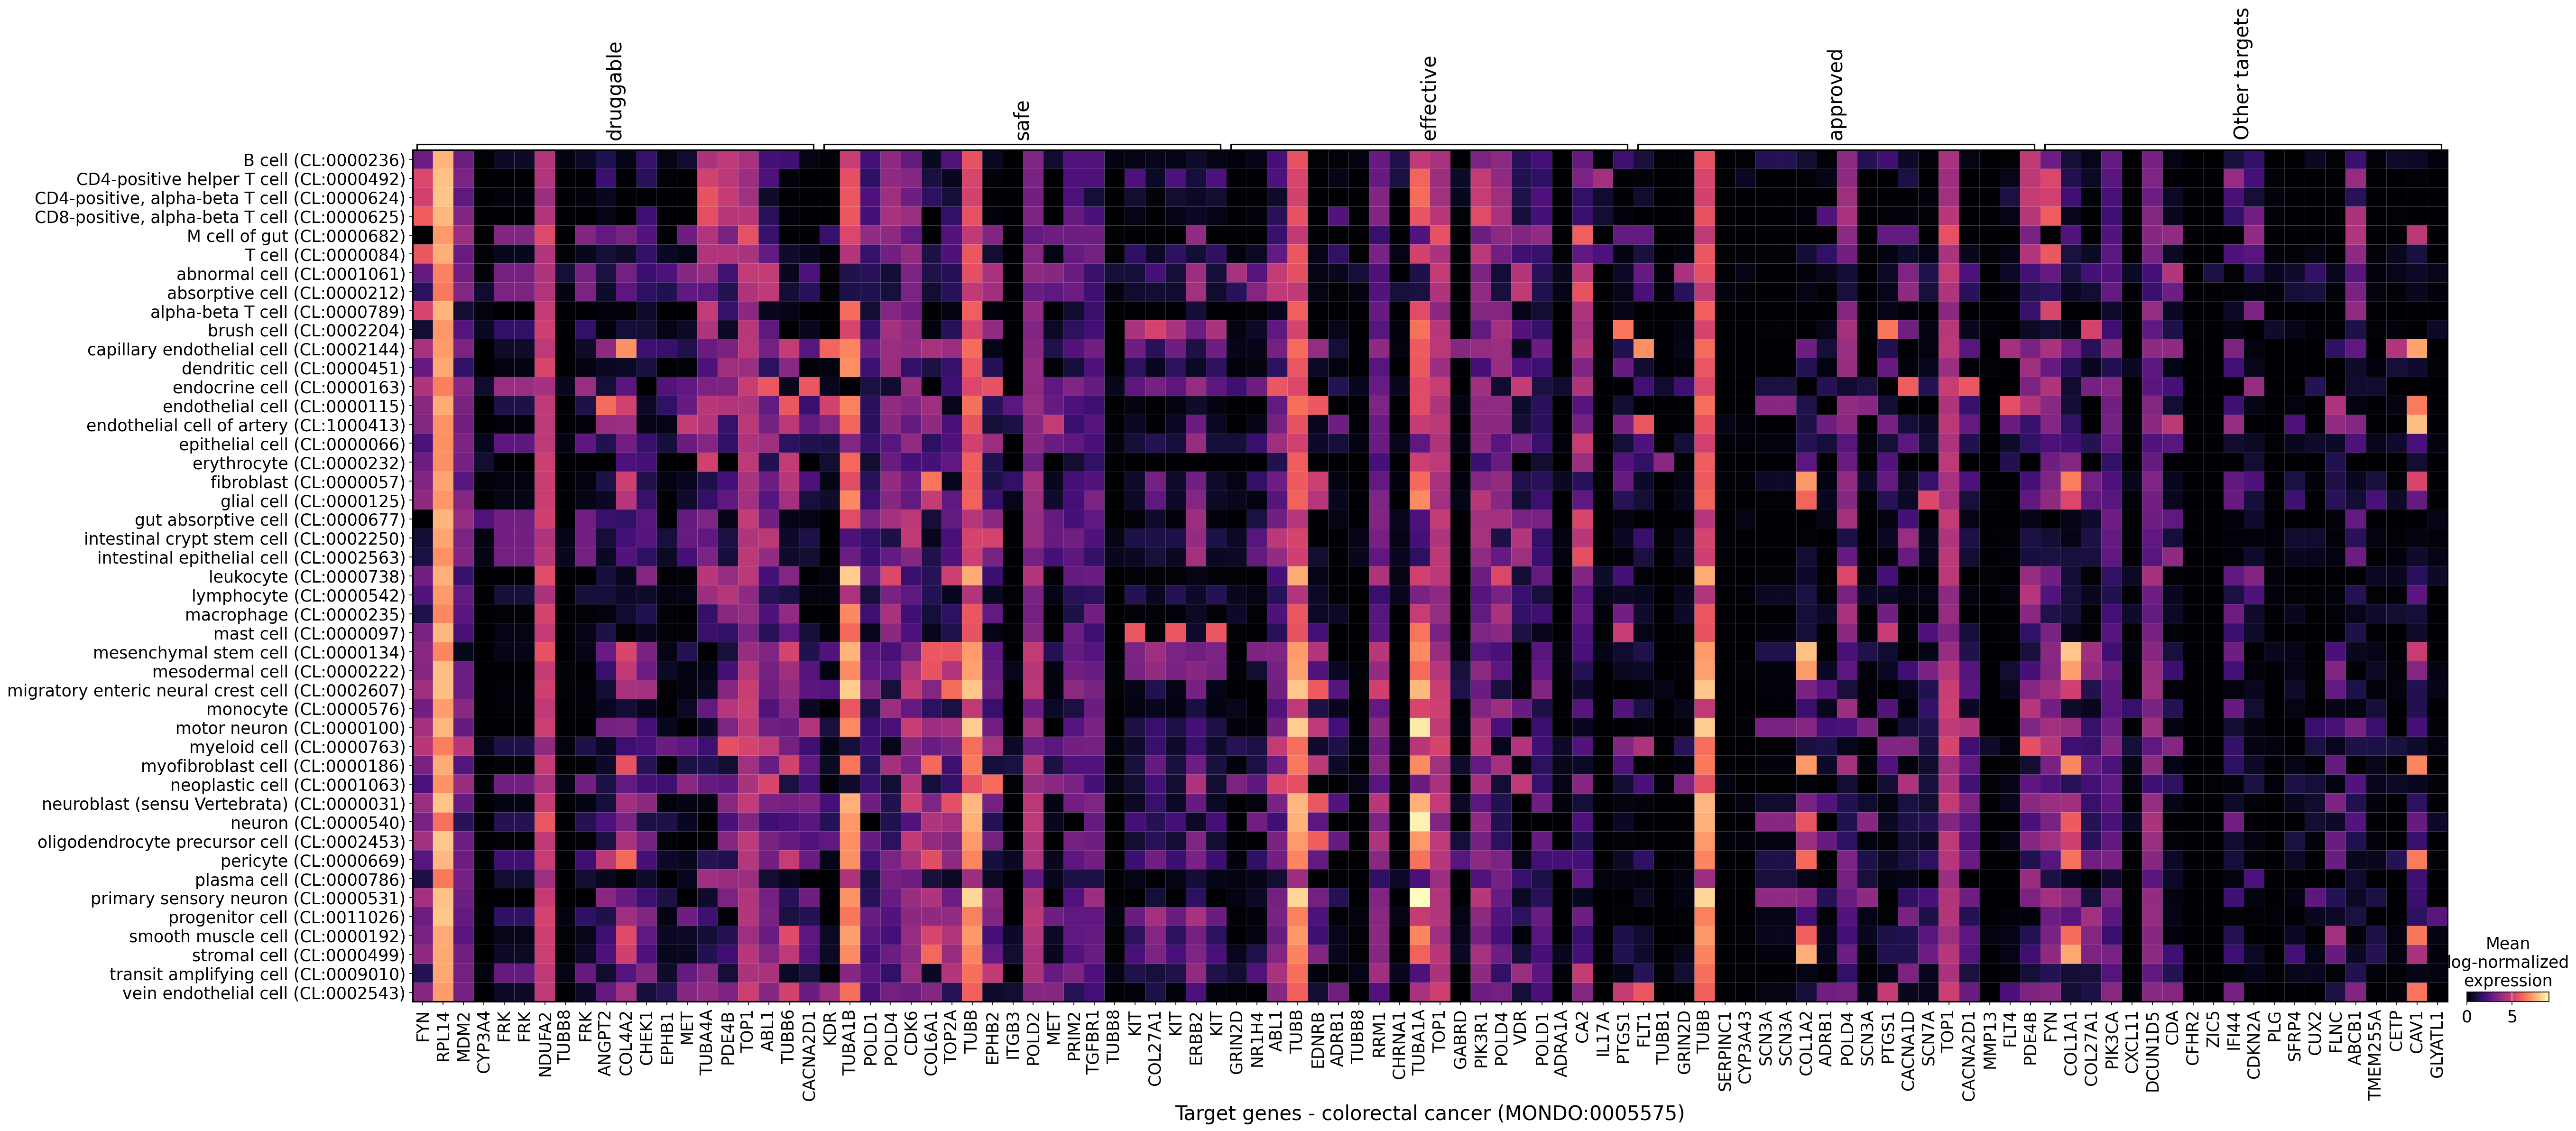 druggable
safe
effective
approved
Other targets
B cell (CL:0000236)
CD4-positive helper T cell (CL:0000492)
CD4-positive, alpha-beta T cell (CL:0000624)
CD8-positive, alpha-beta T cell (CL:0000625)
M cell of gut (CL:0000682)
T cell (CL:0000084)
abnormal cell (CL:0001061)
absorptive cell (CL:0000212)
alpha-beta T cell (CL:0000789)
brush cell (CL:0002204)
capillary endothelial cell (CL:0002144)
dendritic cell (CL:0000451)
endocrine cell (CL:0000163)
endothelial cell (CL:0000115)
endothelial cell of artery (CL:1000413)
epithelial cell (CL:0000066)
erythrocyte (CL:0000232)
fibroblast (CL:0000057)
glial cell (CL:0000125)
gut absorptive cell (CL:0000677)
intestinal crypt stem cell (CL:0002250)
intestinal epithelial cell (CL:0002563)
leukocyte (CL:0000738)
lymphocyte (CL:0000542)
macrophage (CL:0000235)
mast cell (CL:0000097)
mesenchymal stem cell (CL:0000134)
mesodermal cell (CL:0000222)
migratory enteric neural crest cell (CL:0002607)
monocyte (CL:0000576)
motor neuron (CL:0000100)
myeloid cell (CL:0000763)
myofibroblast cell (CL:0000186)
neoplastic cell (CL:0001063)
neuroblast (sensu Vertebrata) (CL:0000031)
neuron (CL:0000540)
oligodendrocyte precursor cell (CL:0002453)
pericyte (CL:0000669)
plasma cell (CL:0000786)
primary sensory neuron (CL:0000531)
progenitor cell (CL:0011026)
smooth muscle cell (CL:0000192)
stromal cell (CL:0000499)
transit amplifying cell (CL:0009010)
vein endothelial cell (CL:0002543)
FYN
RPL14
MDM2
CYP3A4
FRK
FRK
NDUFA2
TUBB8
FRK
ANGPT2
COL4A2
CHEK1
EPHB1
MET
TUBA4A
PDE4B
TOP1
ABL1
TUBB6
CACNA2D1
KDR
TUBA1B
POLD1
POLD4
CDK6
COL6A1
TOP2A
TUBB
EPHB2
ITGB3
POLD2
MET
PRIM2
TGFBR1
TUBB8
KIT
COL27A1
KIT
ERBB2
KIT
GRIN2D
NR1H4
ABL1
TUBB
EDNRB
ADRB1
TUBB8
RRM1
CHRNA1
TUBA1A
TOP1
GABRD
PIK3R1
POLD4
VDR
POLD1
ADRA1A
CA2
IL17A
PTGS1
FLT1
TUBB1
GRIN2D
TUBB
SERPINC1
CYP3A43
SCN3A
SCN3A
COL1A2
ADRB1
POLD4
SCN3A
PTGS1
CACNA1D
SCN7A
TOP1
CACNA2D1
MMP13
FLT4
PDE4B
FYN
COL1A1
COL27A1
PIK3CA
CXCL11
DCUN1D5
CDA
CFHR2
ZIC5
IFI44
CDKN2A
PLG
SFRP4
CUX2
FLNC
ABCB1
TMEM255A
CETP
CAV1
GLYATL1
Target genes - colorectal cancer (MONDO:0005575)
Mean
log-normalized
expression
0 5